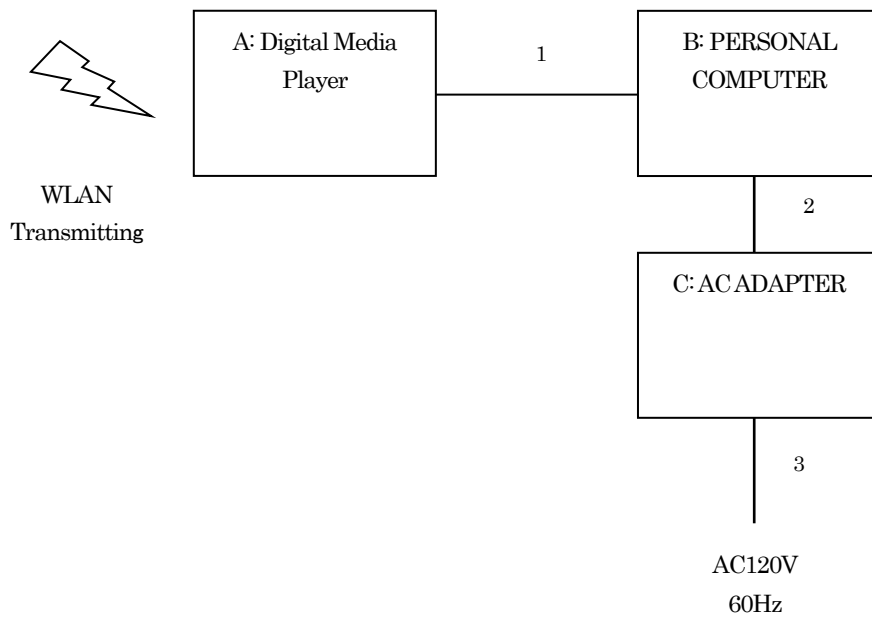 A: Digital Media
Player
1
B: PERSONAL
COMPUTER
WLAN
Transmitting
2
C: AC ADAPTER
3
AC120V
60Hz